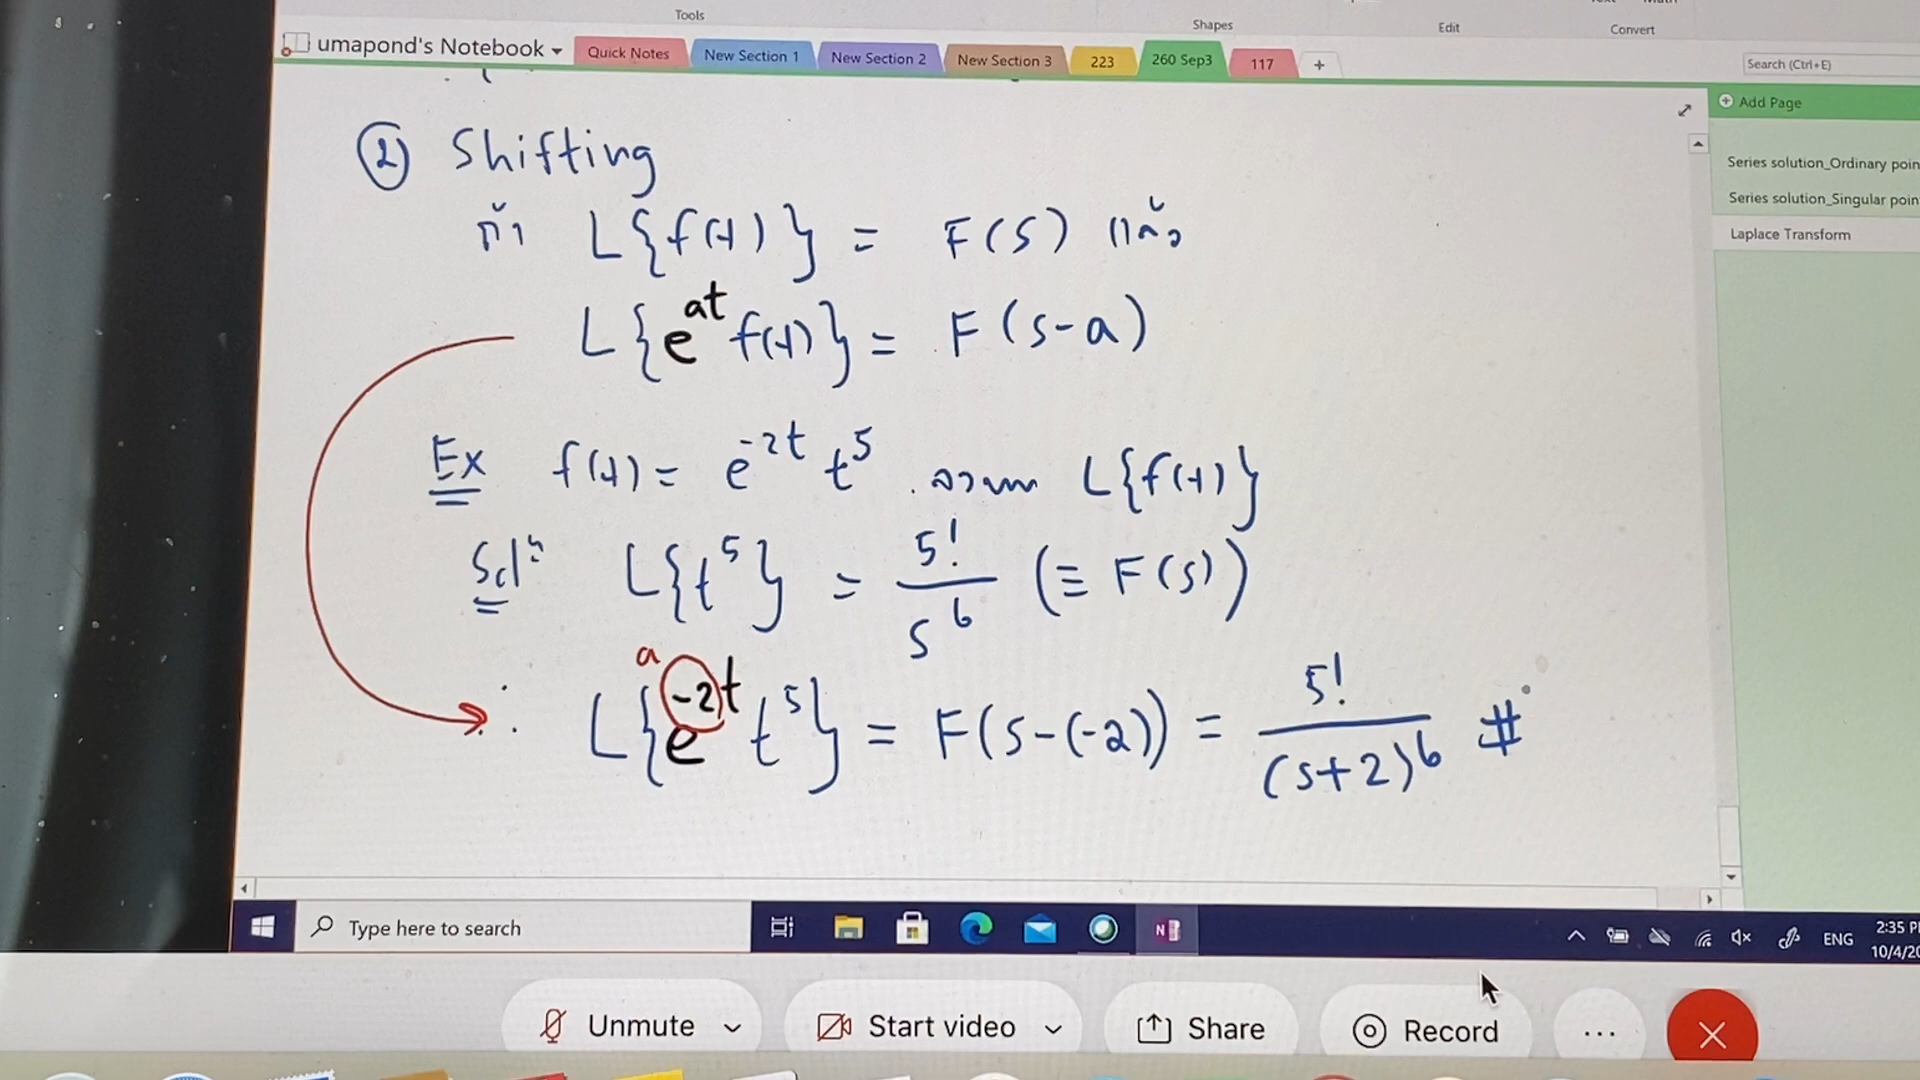 Tools
Shapes
Edit
Convert
umapond's Notebook
Quick Notes
New Section 1
New Section 2
New Section 3
223
260 Sep3
117
+
Search (Ctrl+E)
Add Page
Series solution_Ordinary poin
Series solution_Singular poin
Laplace Transform
② Shifting
ถ้า L{f(t)} = F(s) แล้ว
L{e^{at} f(t)} = F(s-a)
Ex f(t) = e^{-2t} t^5 จงหา L{f(t)}
Sol^n L{t^5} = 5!/s^6 (≡ F(s))
a
∴ L{e^{-2t} t^5} = F(s-(-2)) = 5!/(s+2)^6 #
Type here to search
ENG
2:35 P
10/4/20
Unmute
Start video
Share
Record
...